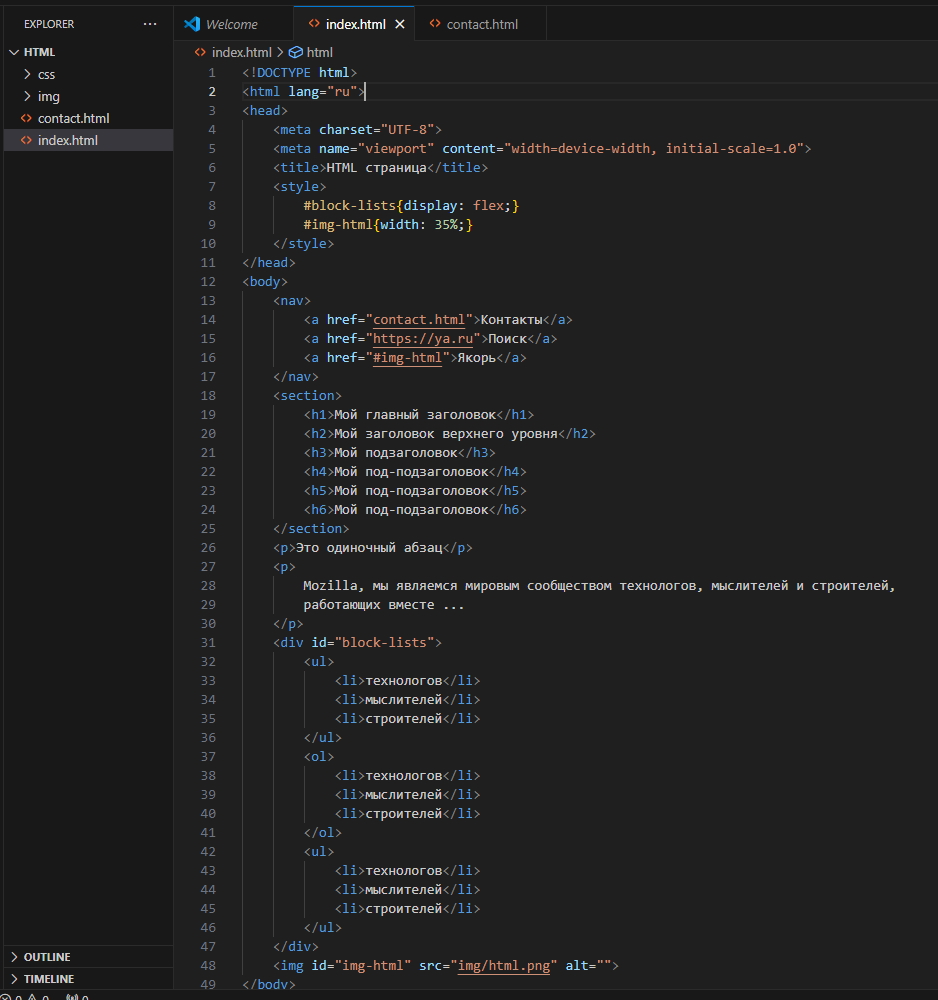 EXPLORER ...
HTML
css
img
contact.html
index.html
OUTLINE
TIMELINE
Welcome index.html contact.html
index.html > html
1 <!DOCTYPE html>
2 <html lang="ru">
3 <head>
4 <meta charset="UTF-8">
5 <meta name="viewport" content="width=device-width, initial-scale=1.0">
6 <title>HTML страница</title>
7 <style>
8 #block-lists{display: flex;}
9 #img-html{width: 35%;}
10 </style>
11 </head>
12 <body>
13 <nav>
14 <a href="contact.html">Контакты</a>
15 <a href="https://ya.ru">Поиск</a>
16 <a href="#img-html">Якорь</a>
17 </nav>
18 <section>
19 <h1>Мой главный заголовок</h1>
20 <h2>Мой заголовок верхнего уровня</h2>
21 <h3>Мой подзаголовок</h3>
22 <h4>Мой под-подзаголовок</h4>
23 <h5>Мой под-подзаголовок</h5>
24 <h6>Мой под-подзаголовок</h6>
25 </section>
26 <p>Это одиночный абзац</p>
27 <p>
28 Mozilla, мы являемся мировым сообществом технологов, мыслителей и строителей,
29 работающих вместе ...
30 </p>
31 <div id="block-lists">
32 <ul>
33 <li>технологов</li>
34 <li>мыслителей</li>
35 <li>строителей</li>
36 </ul>
37 <ol>
38 <li>технологов</li>
39 <li>мыслителей</li>
40 <li>строителей</li>
41 </ol>
42 <ul>
43 <li>технологов</li>
44 <li>мыслителей</li>
45 <li>строителей</li>
46 </ul>
47 </div>
48 <img id="img-html" src="img/html.png" alt="">
49 </body>